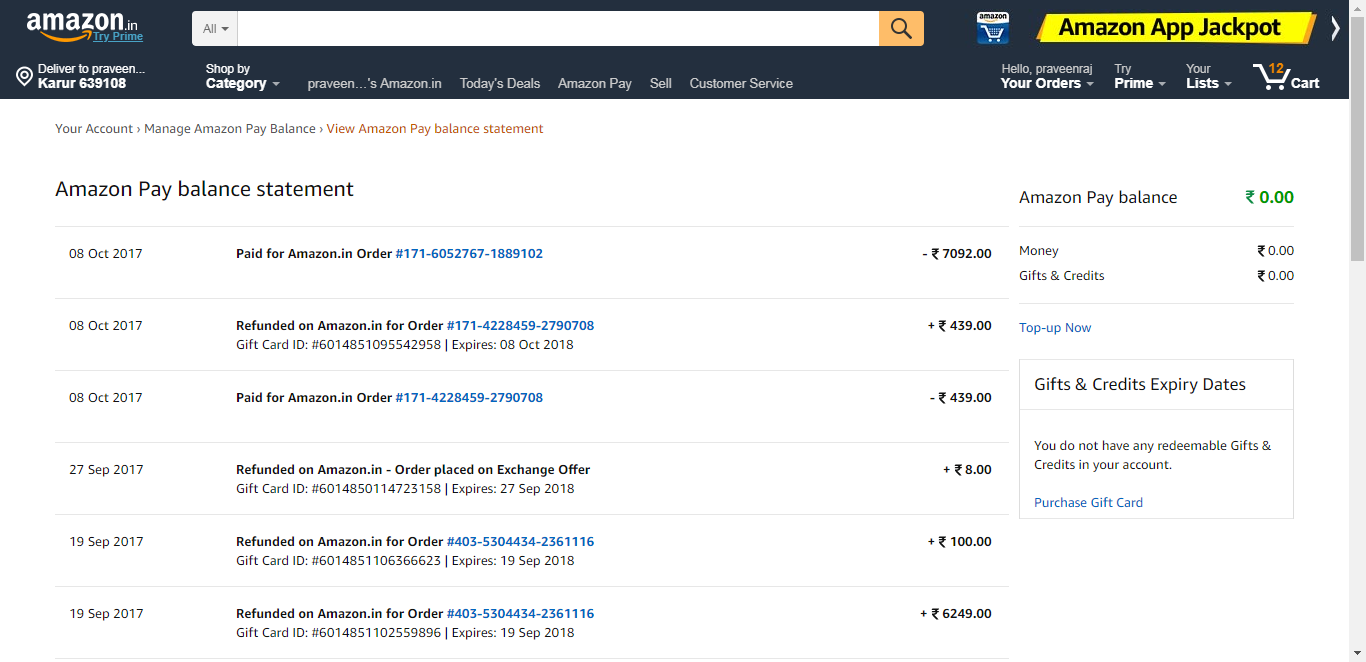 amazon.in
Try Prime
All
amazon
Amazon App Jackpot
Deliver to praveen...
Karur 639108
Shop by
Category
praveen...'s Amazon.in
Today's Deals
Amazon Pay
Sell
Customer Service
Hello, praveenraj
Your Orders
Try
Prime
Your
Lists
12
Cart
Your Account › Manage Amazon Pay Balance › View Amazon Pay balance statement
Amazon Pay balance statement
08 Oct 2017 Paid for Amazon.in Order #171-6052767-1889102 - ₹ 7092.00
08 Oct 2017 Refunded on Amazon.in for Order #171-4228459-2790708 + ₹ 439.00
Gift Card ID: #6014851095542958 | Expires: 08 Oct 2018
08 Oct 2017 Paid for Amazon.in Order #171-4228459-2790708 - ₹ 439.00
27 Sep 2017 Refunded on Amazon.in - Order placed on Exchange Offer + ₹ 8.00
Gift Card ID: #6014850114723158 | Expires: 27 Sep 2018
19 Sep 2017 Refunded on Amazon.in for Order #403-5304434-2361116 + ₹ 100.00
Gift Card ID: #6014851106366623 | Expires: 19 Sep 2018
19 Sep 2017 Refunded on Amazon.in for Order #403-5304434-2361116 + ₹ 6249.00
Gift Card ID: #6014851102559896 | Expires: 19 Sep 2018
Amazon Pay balance ₹ 0.00
Money ₹ 0.00
Gifts & Credits ₹ 0.00
Top-up Now
Gifts & Credits Expiry Dates
You do not have any redeemable Gifts &
Credits in your account.
Purchase Gift Card